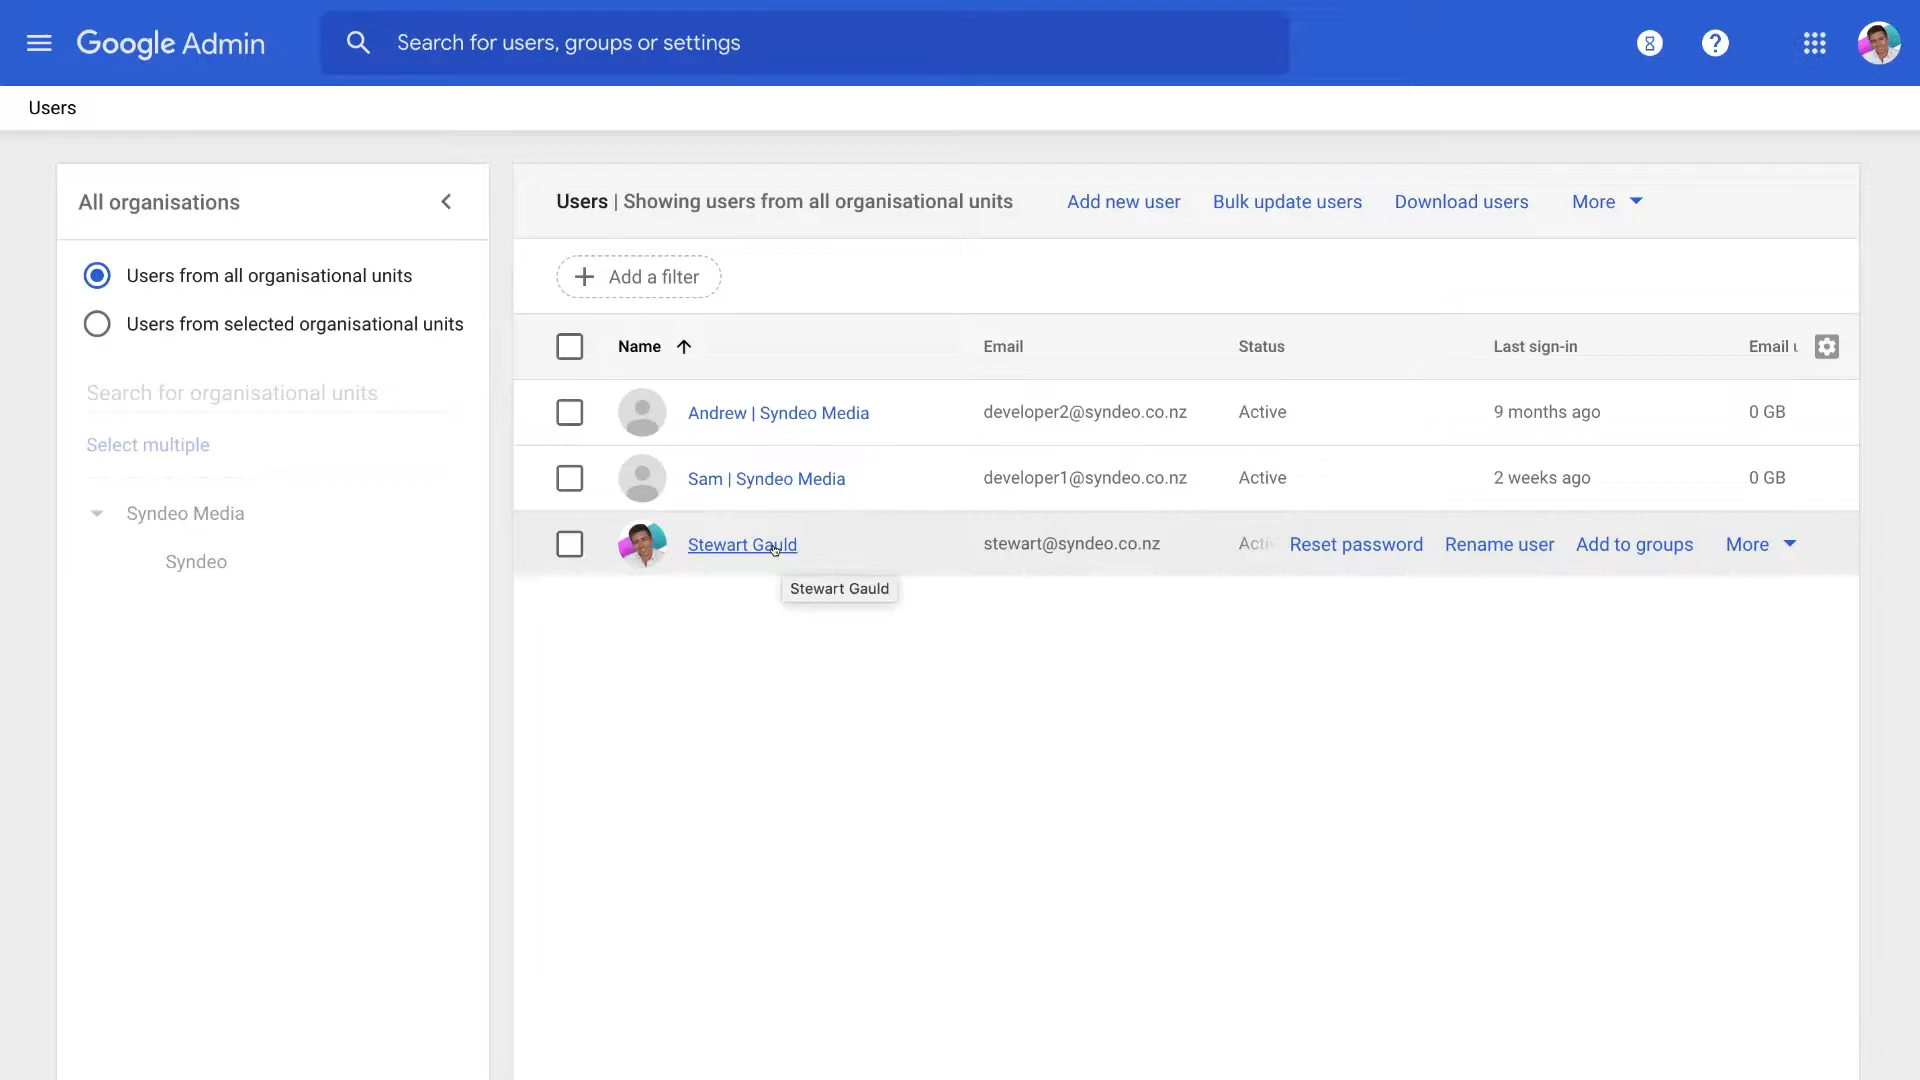 Google Admin
Search for users, groups or settings
Users
All organisations
Users from all organisational units
Users from selected organisational units
Search for organisational units
Select multiple
Syndeo Media
Syndeo
Users | Showing users from all organisational units
Add new user
Bulk update users
Download users
More
Add a filter
Name
Email
Status
Last sign-in
Email u
Andrew | Syndeo Media
developer2@syndeo.co.nz
Active
9 months ago
0 GB
Sam | Syndeo Media
developer1@syndeo.co.nz
Active
2 weeks ago
0 GB
Stewart Gauld
stewart@syndeo.co.nz
Acti
Reset password
Rename user
Add to groups
More
Stewart Gauld